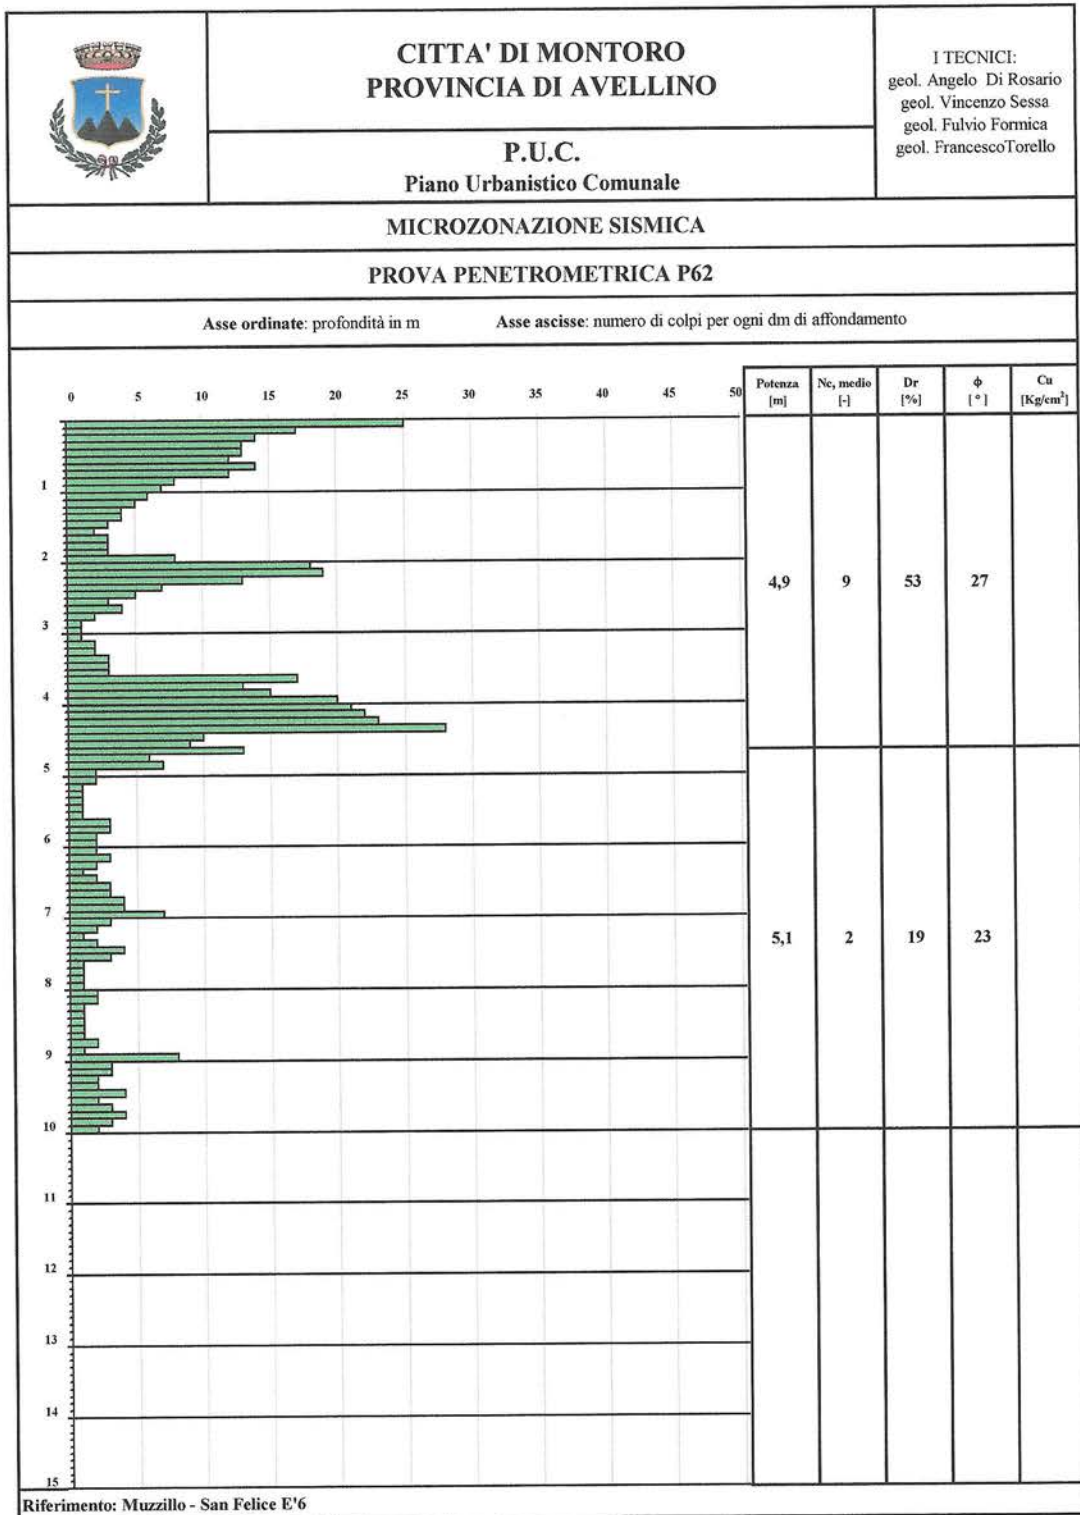 CITTA' DI MONTORO
PROVINCIA DI AVELLINO
P.U.C.
Piano Urbanistico Comunale
I TECNICI:
geol. Angelo Di Rosario
geol. Vincenzo Sessa
geol. Fulvio Formica
geol. FrancescoTorello
MICROZONAZIONE SISMICA
PROVA PENETROMETRICA P62
Asse ordinate: profondità in m Asse ascisse: numero di colpi per ogni dm di affondamento
0 5 10 15 20 25 30 35 40 45 50
Potenza [m] Nc, medio [-] Dr [%] ϕ [ ° ] Cu [Kg/cm²]
1
2
4,9 9 53 27
3
4
5
6
7
5,1 2 19 23
8
9
10
11
12
13
14
15
Riferimento: Muzzillo - San Felice E'6